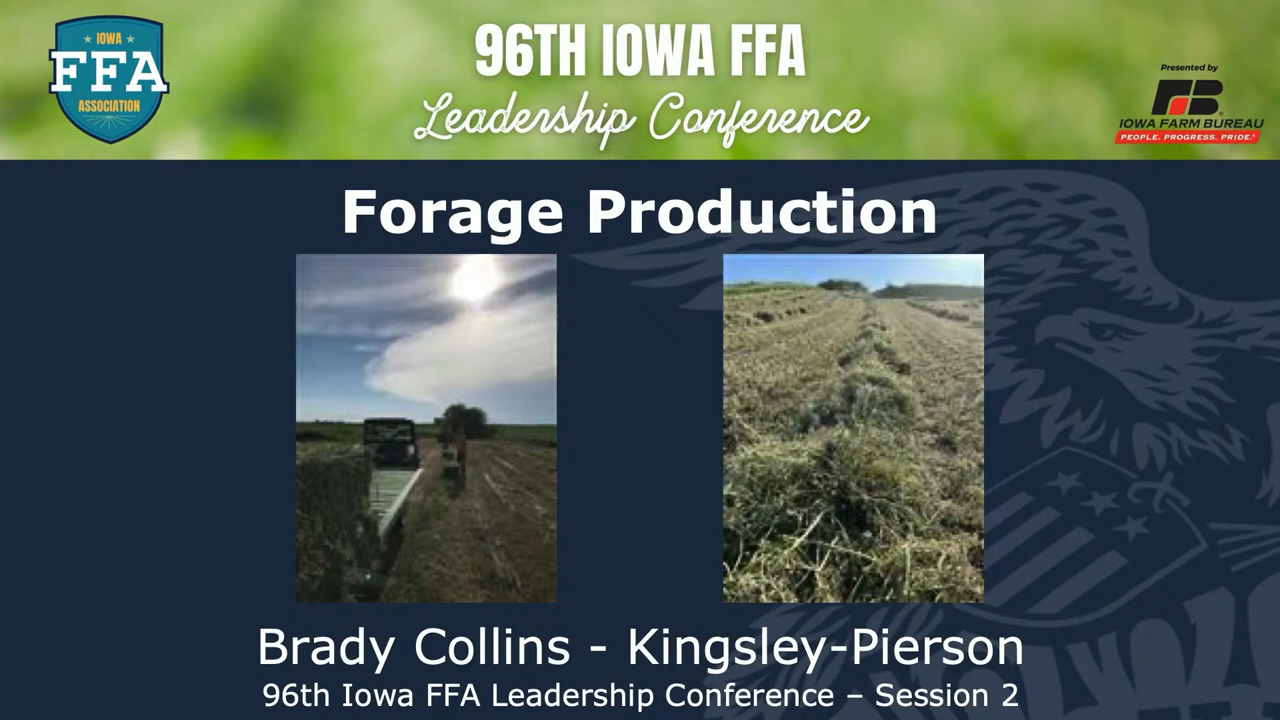 IOWA
FFA
ASSOCIATION
96TH IOWA FFA
Leadership Conference
Presented by
FB
IOWA FARM BUREAU
PEOPLE. PROGRESS. PRIDE.®
Forage Production
Brady Collins - Kingsley-Pierson
96th Iowa FFA Leadership Conference – Session 2